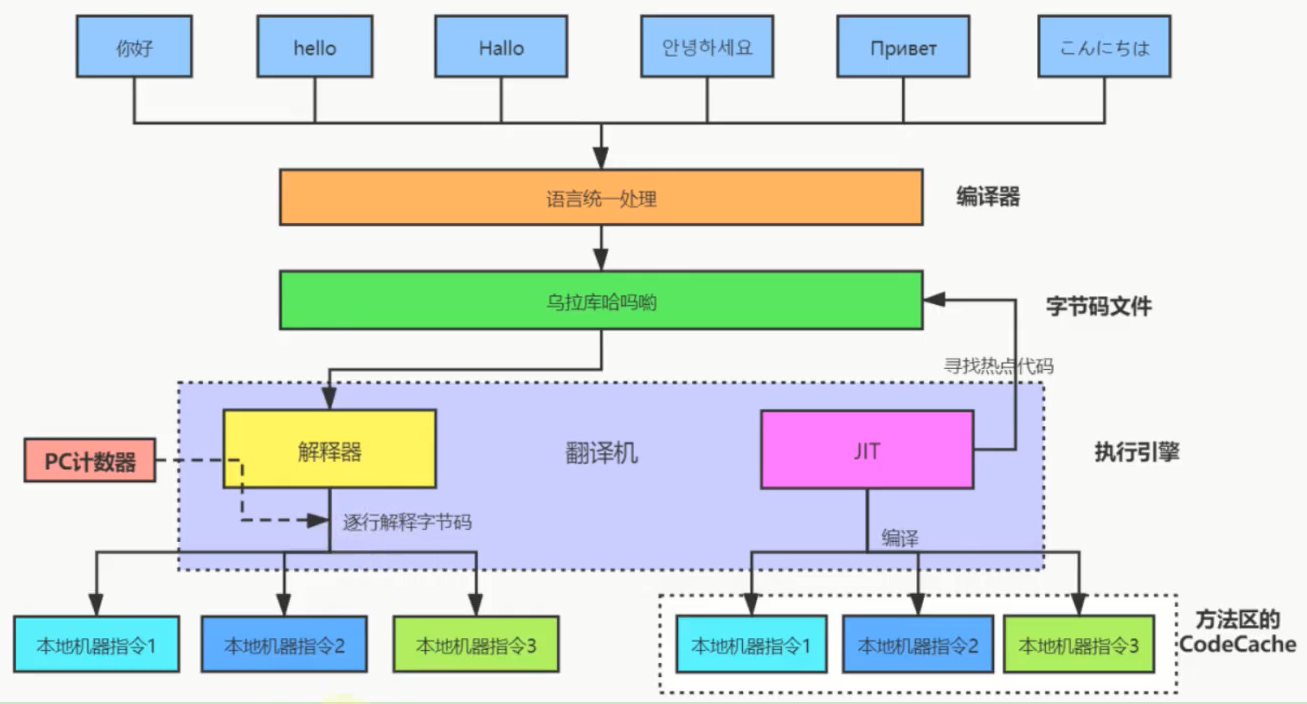 你好
hello
Hallo
안녕하세요
Привет
こんにちは
语言统一处理
编译器
乌拉库哈吗哟
字节码文件
寻找热点代码
PC计数器
解释器
翻译机
JIT
执行引擎
逐行解释字节码
编译
本地机器指令1
本地机器指令2
本地机器指令3
本地机器指令1
本地机器指令2
本地机器指令3
方法区的
CodeCache